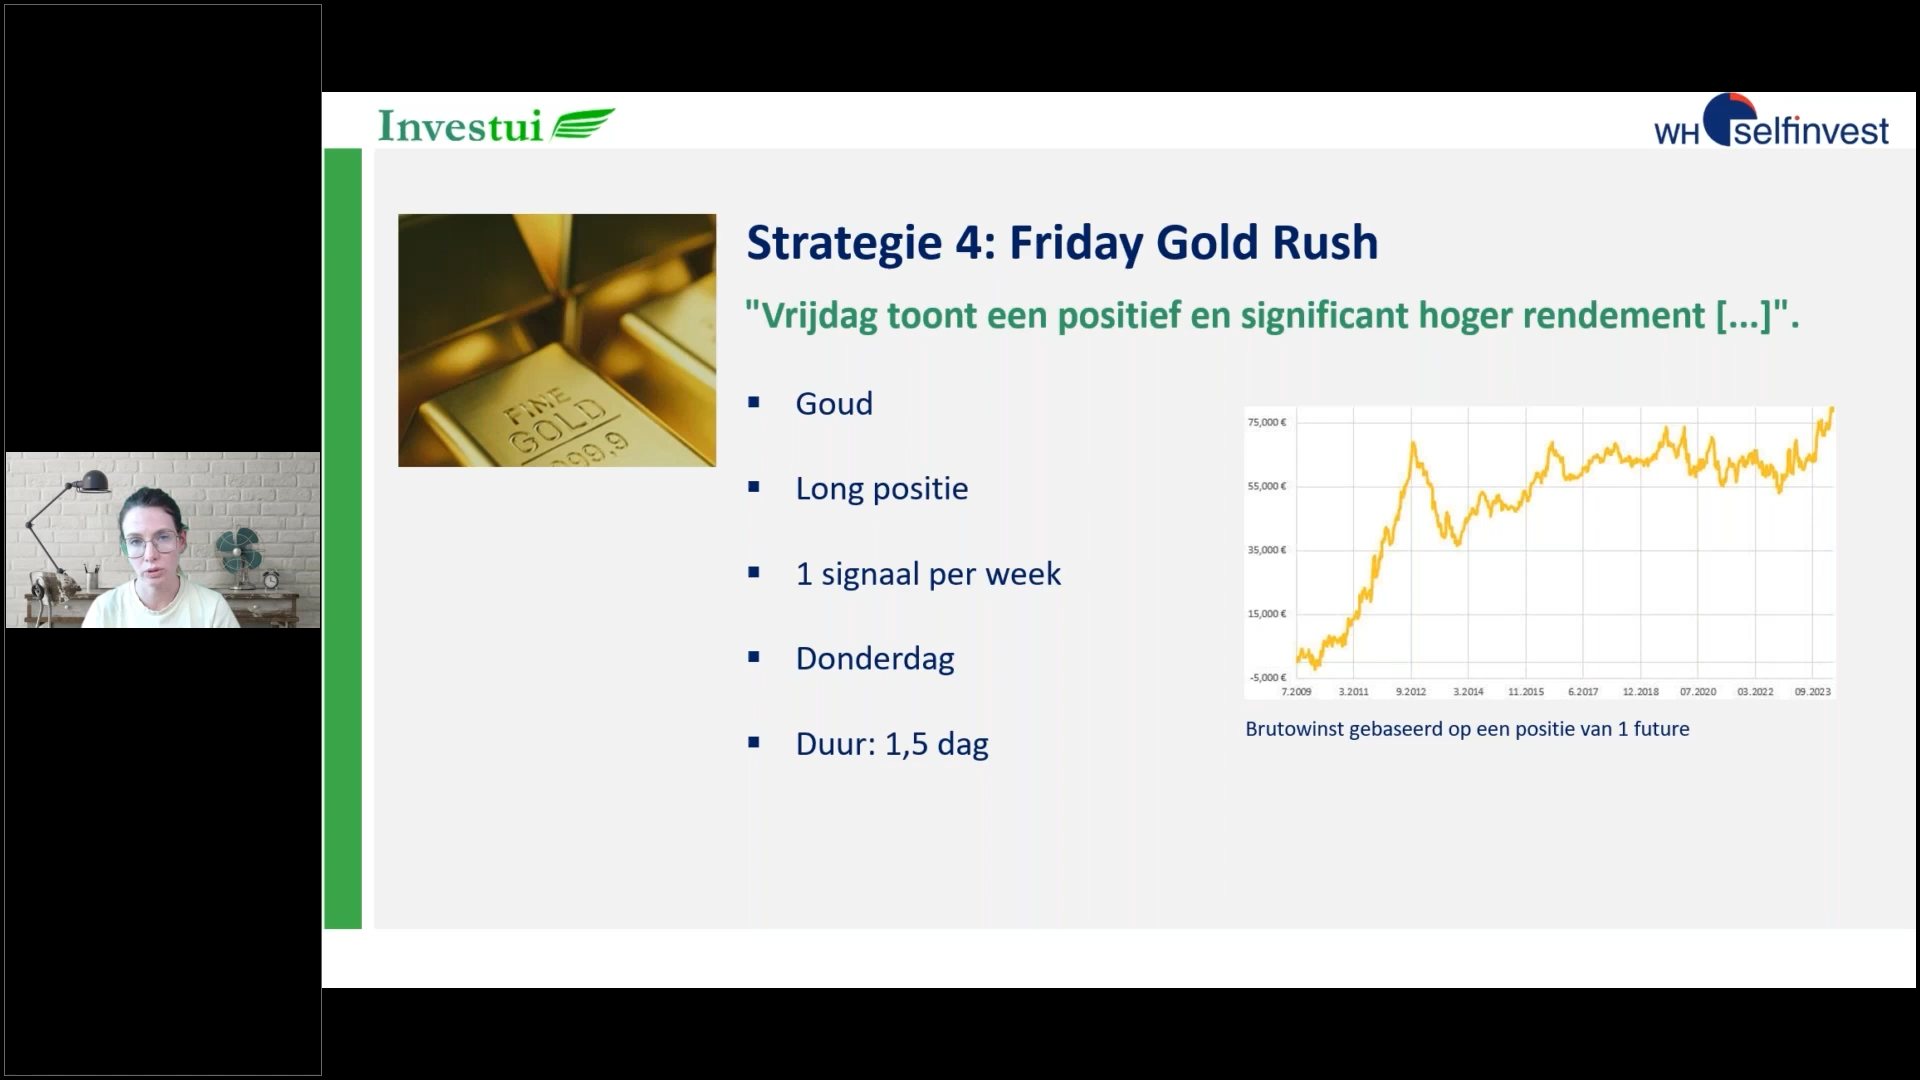 Investui
WH selfinvest
Strategie 4: Friday Gold Rush
"Vrijdag toont een positief en significant hoger rendement [...]".
FINE
GOLD
999,9
▪ Goud
▪ Long positie
▪ 1 signaal per week
▪ Donderdag
▪ Duur: 1,5 dag
75,000 €
55,000 €
35,000 €
15,000 €
-5,000 €
7.2009 3.2011 9.2012 3.2014 11.2015 6.2017 12.2018 07.2020 03.2022 09.2023
Brutowinst gebaseerd op een positie van 1 future